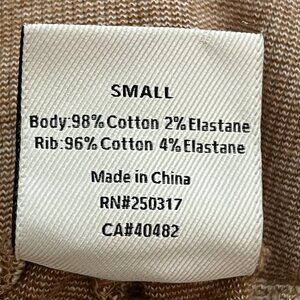 SMALL
Body:98% Cotton 2% Elastane
Rib:96% Cotton 4% Elastane
Made in China
RN#250317
CA#40482